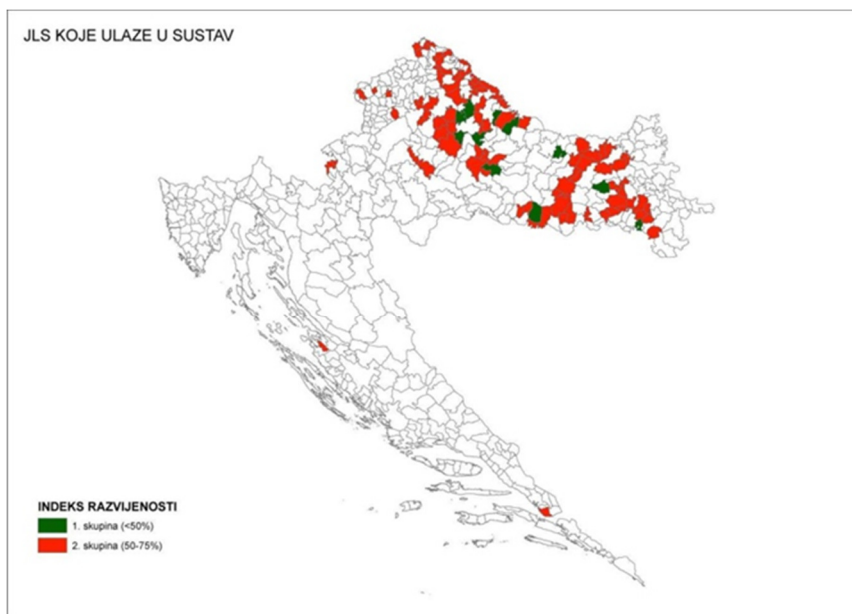 JLS KOJE ULAZE U SUSTAV
INDEKS RAZVIJENOSTI
1. skupina (<50%)
2. skupina (50-75%)